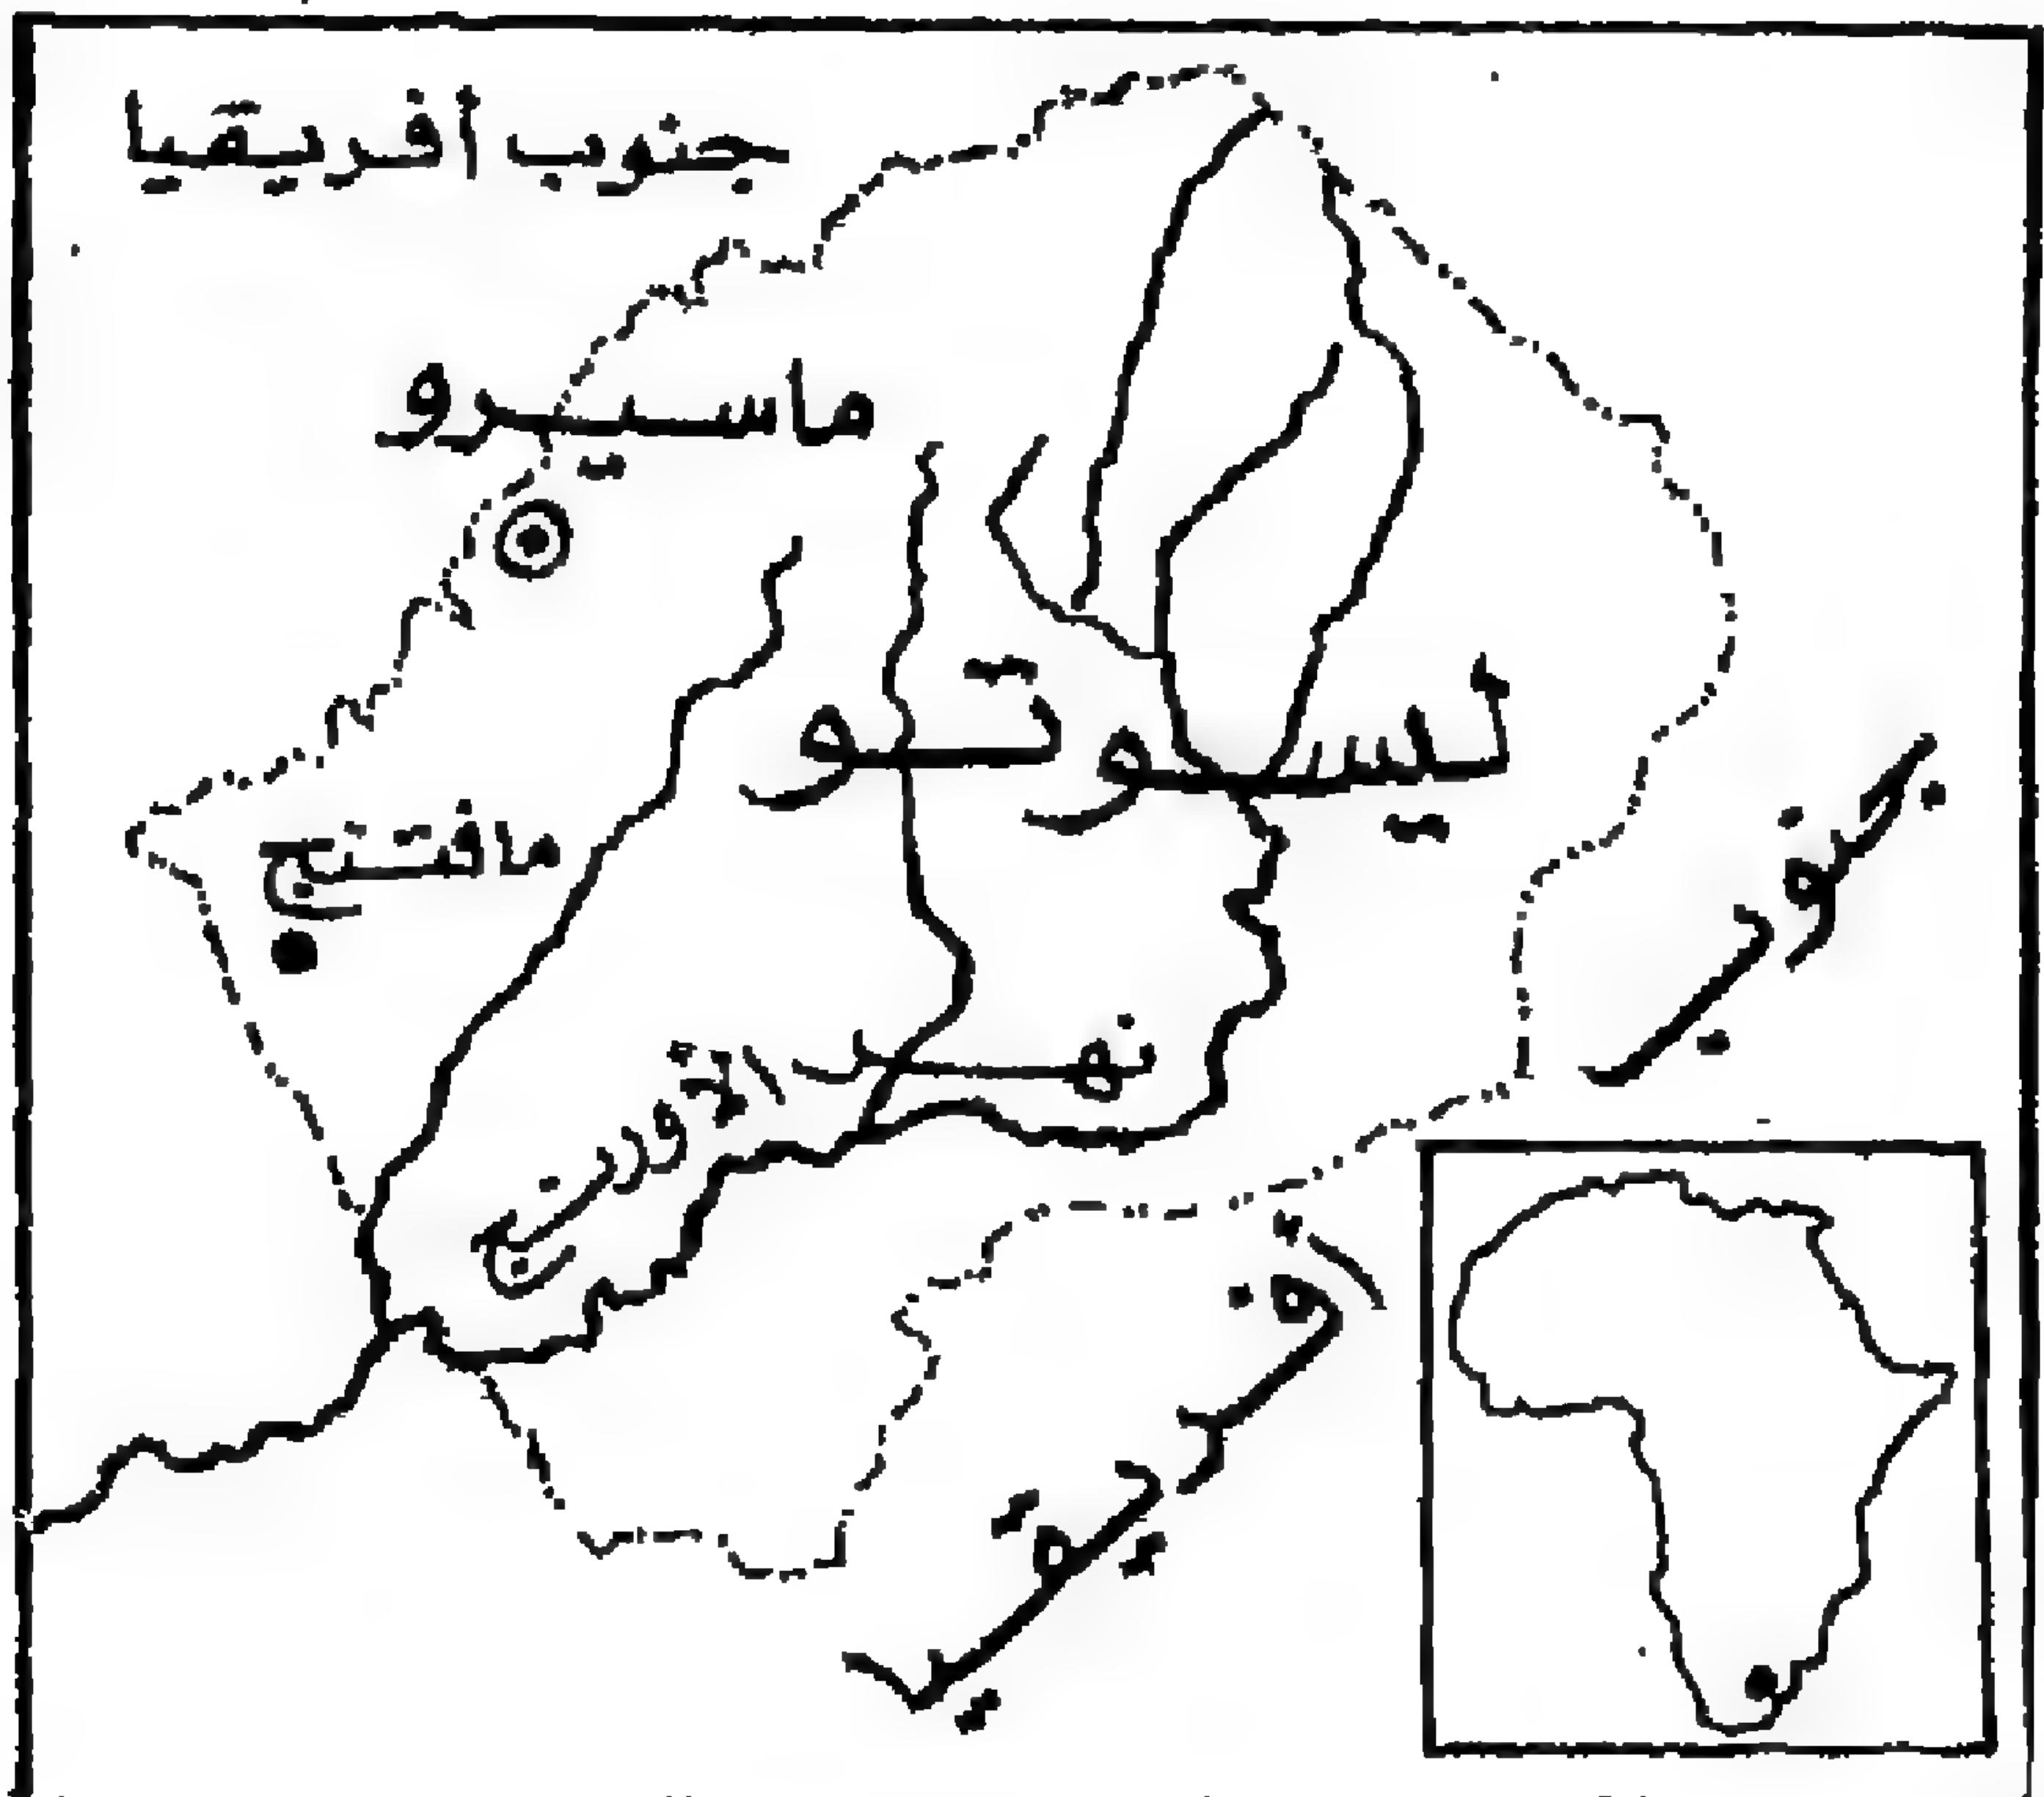 جنوب أفريقيا
ماسيرو
ليسوتو
مافتنج
نهر الأورنج
جنوب
أفريقيا